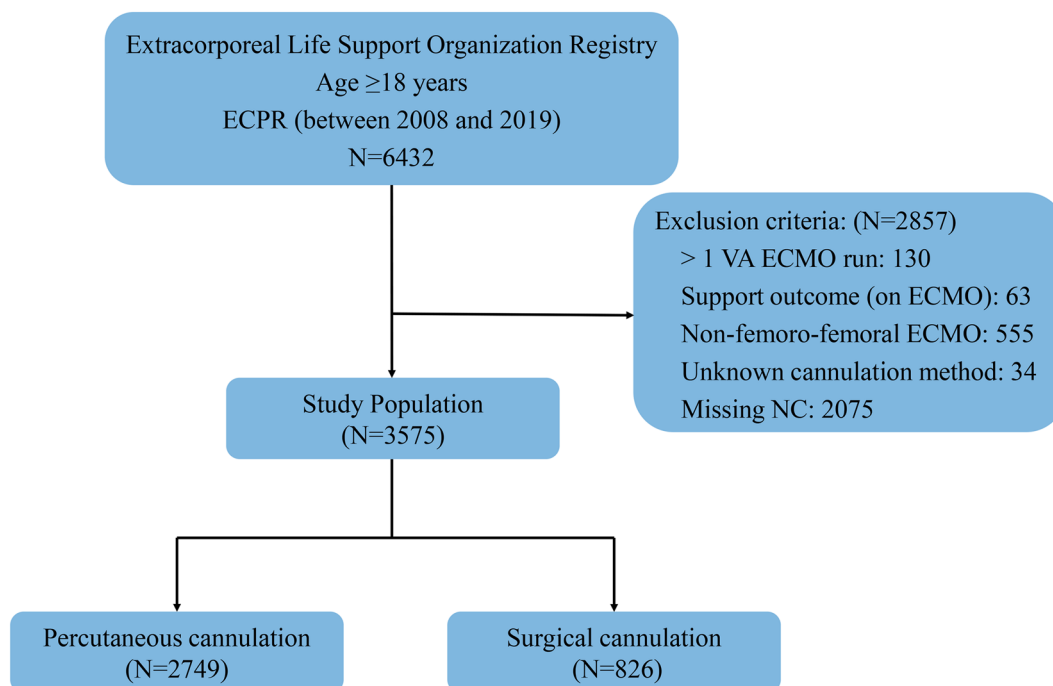 Extracorporeal Life Support Organization Registry
Age ≥18 years
ECPR (between 2008 and 2019)
N=6432
Exclusion criteria: (N=2857)
> 1 VA ECMO run: 130
Support outcome (on ECMO): 63
Non-femoro-femoral ECMO: 555
Unknown cannulation method: 34
Missing NC: 2075
Study Population
(N=3575)
Percutaneous cannulation
(N=2749)
Surgical cannulation
(N=826)